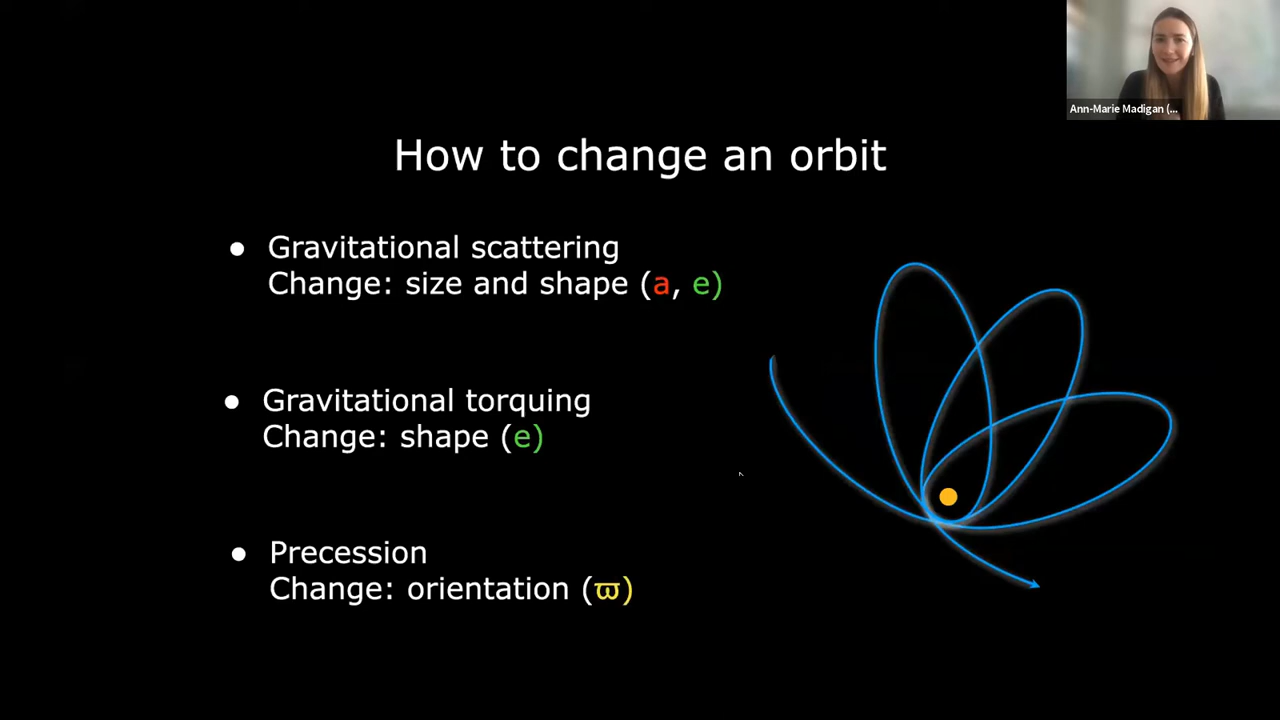 Ann-Marie Madigan (...
How to change an orbit
● Gravitational scattering
Change: size and shape (a, e)
● Gravitational torquing
Change: shape (e)
● Precession
Change: orientation (ϖ)